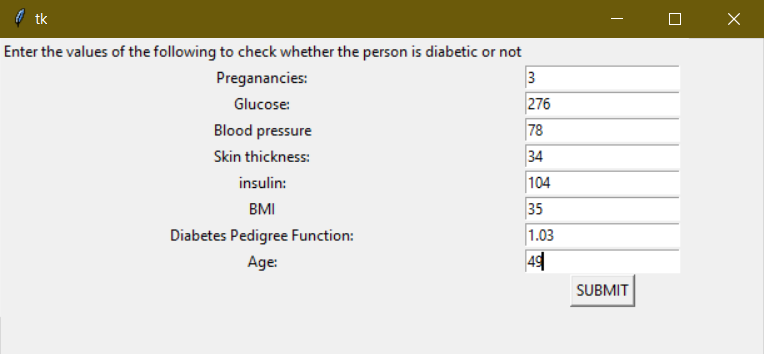 tk
Enter the values of the following to check whether the person is diabetic or not
Preganancies: 3
Glucose: 276
Blood pressure 78
Skin thickness: 34
insulin: 104
BMI 35
Diabetes Pedigree Function: 1.03
Age: 49
SUBMIT